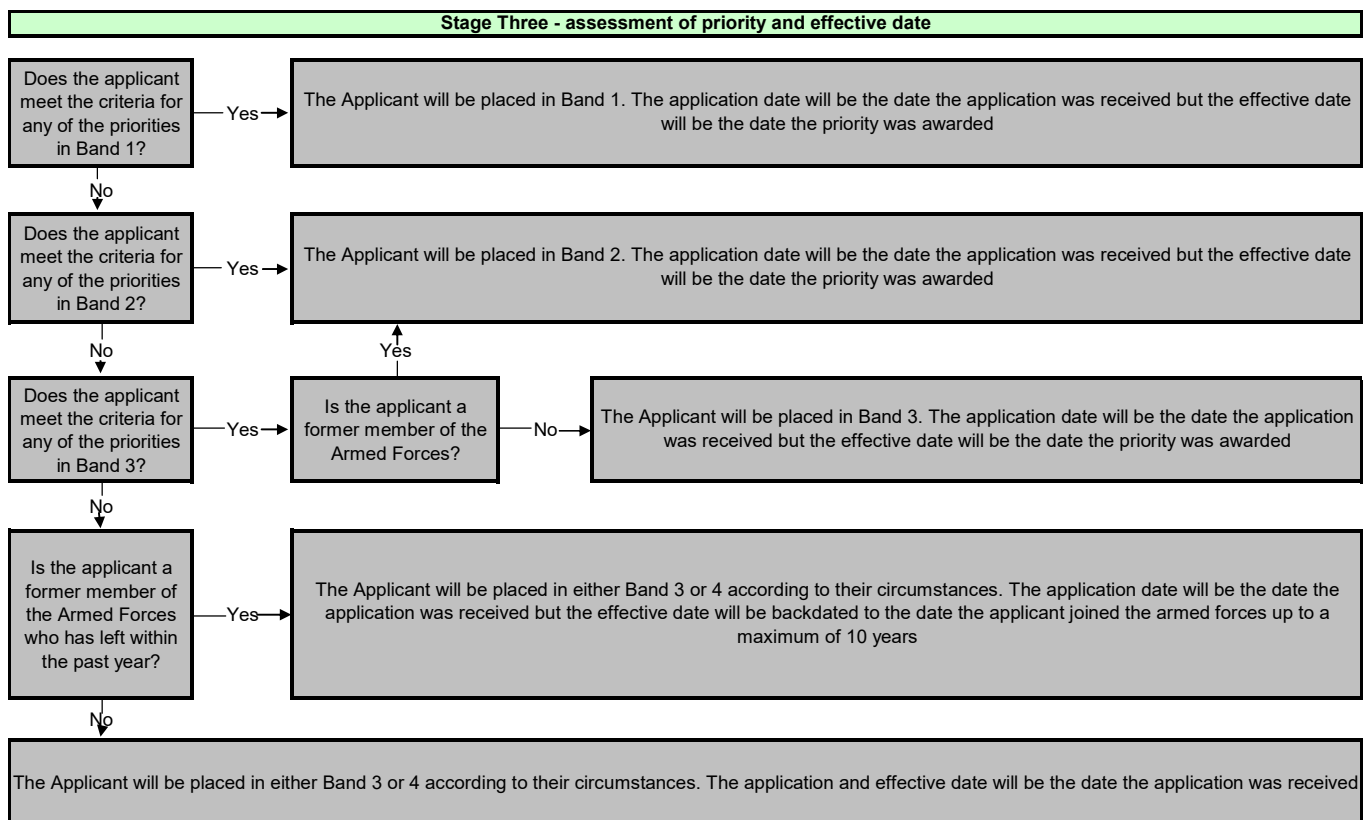 Stage Three - assessment of priority and effective date
Does the applicant
meet the criteria for
any of the priorities
in Band 1?
Yes
The Applicant will be placed in Band 1. The application date will be the date the application was received but the effective date
will be the date the priority was awarded
No
Does the applicant
meet the criteria for
any of the priorities
in Band 2?
Yes
The Applicant will be placed in Band 2. The application date will be the date the application was received but the effective date
will be the date the priority was awarded
No
Yes
Does the applicant
meet the criteria for
any of the priorities
in Band 3?
Yes
Is the applicant a
former member of the
Armed Forces?
No
The Applicant will be placed in Band 3. The application date will be the date the application
was received but the effective date will be the date the priority was awarded
No
Is the applicant a
former member of
the Armed Forces
who has left within
the past year?
Yes
The Applicant will be placed in either Band 3 or 4 according to their circumstances. The application date will be the date the
application was received but the effective date will be backdated to the date the applicant joined the armed forces up to a
maximum of 10 years
No
The Applicant will be placed in either Band 3 or 4 according to their circumstances. The application and effective date will be the date the application was received